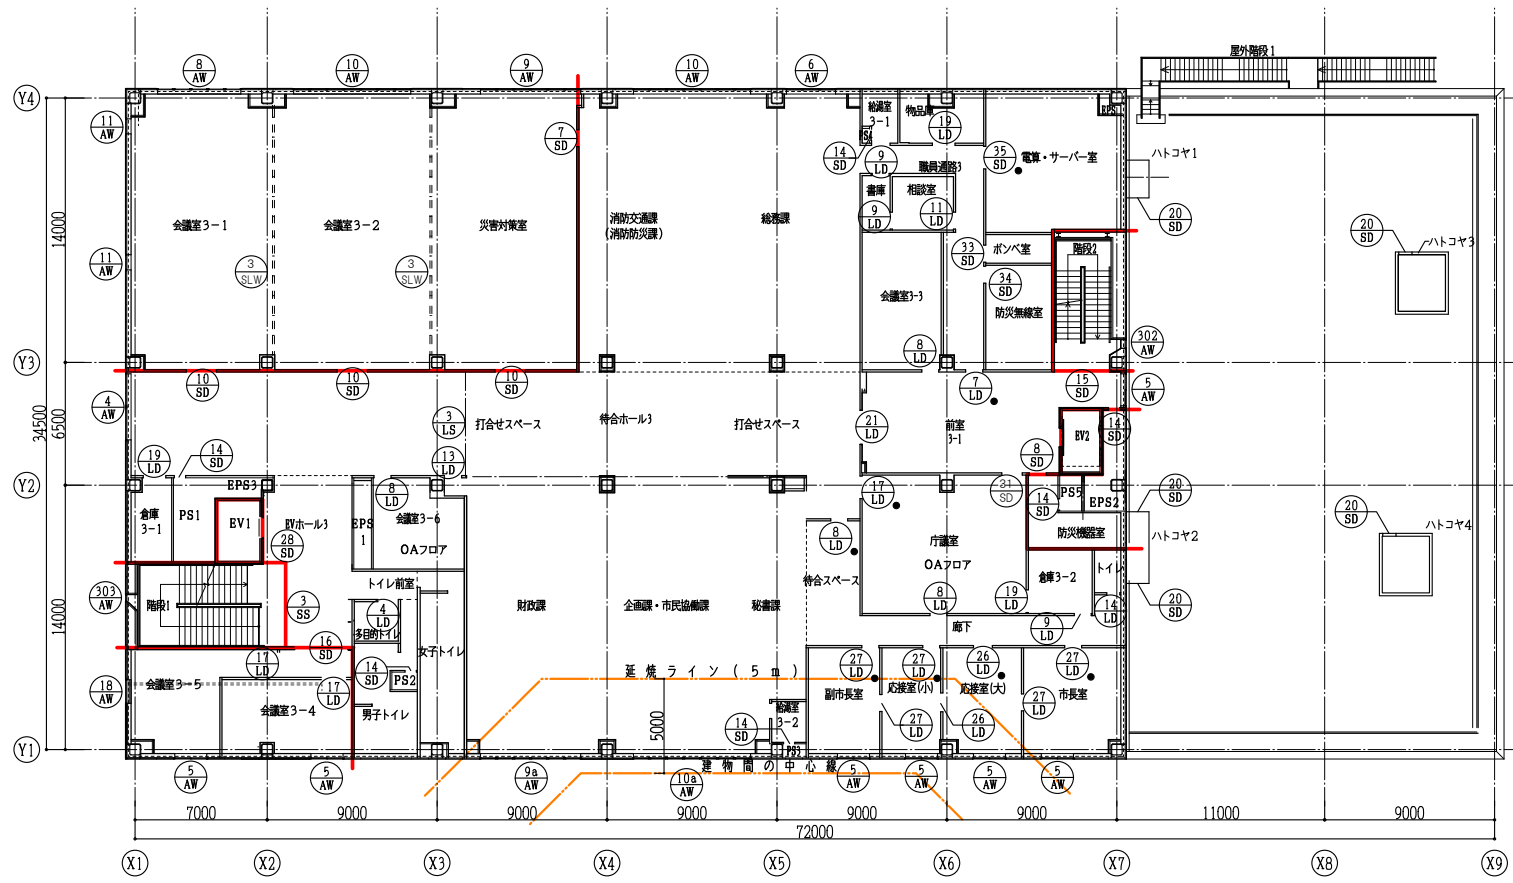 屋外階段1
8 AW
10 AW
9 AW
10 AW
6 AW
Y4
11 AW
7 SD
給湯室 3-1
物品庫
19 LD
EPS
PS4
14 SD
9 LD
職員通路3
35 SD
電算・サーバー室
ハトコヤ1
書庫
相談室
9 LD
11 LD
20 SD
会議室3-1
会議室3-2
災害対策室
消防交通課
(消防防災課)
総務課
14000
20 SD
ハトコヤ3
11 AW
3 SLW
3 SLW
33 SD
ボンベ室
階段2
34 SD
会議室3-3
防災無線室
302 AW
8 LD
Y3
10 SD
10 SD
10 SD
7 LD
15 SD
5 AW
4 AW
34500
6500
3 LS
打合せスペース
待合ホール3
打合せスペース
21 LD
前室 3-1
EV2
14 SD
8 SD
19 LD
14 SD
13 LD
Y2
EPS3
8 LD
17 LD
31 SD
14 SD
PS5
EPS2
20 SD
20 SD
ハトコヤ4
倉庫 3-1
PS1
EV1
EVホール3
EPS 1
会議室3-6
OAフロア
28 SD
8 LD
庁議室
OAフロア
防災機器室
ハトコヤ2
トイレ前室
待合スペース
倉庫3-2
トイレ
303 AW
階段1
3 SS
4 LD
多目的トイレ
財政課
企画課・市民協働課
秘書課
8 LD
19 LD
14 LD
20 SD
14000
廊下
9 LD
16 SD
17 LD
女子トイレ
14 SD
PS2
延焼ライン(5m)
27 LD
27 LD
26 LD
27 LD
18 AW
会議室3-5
17 LD
会議室3-4
男子トイレ
副市長室
応接室(小)
応接室(大)
市長室
27 LD
5000
給湯室 3-2
14 SD
PS3
27 LD
26 LD
Y1
建物間の中心線
5 AW
5 AW
9a AW
10a AW
5 AW
5 AW
5 AW
5 AW
7000
9000
9000
9000
9000
9000
11000
9000
72000
X1
X2
X3
X4
X5
X6
X7
X8
X9